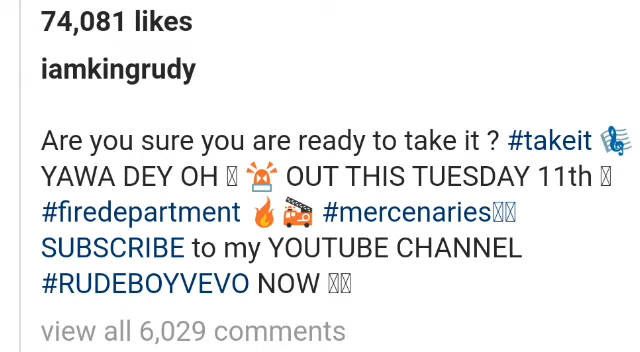 74,081 likes
iamkingrudy
Are you sure you are ready to take it ? #takeit 🎼
YAWA DEY OH 🚨 OUT THIS TUESDAY 11th
#firedepartment 🔥🚒 #mercenaries
SUBSCRIBE to my YOUTUBE CHANNEL
#RUDEBOYVEVO NOW
view all 6,029 comments